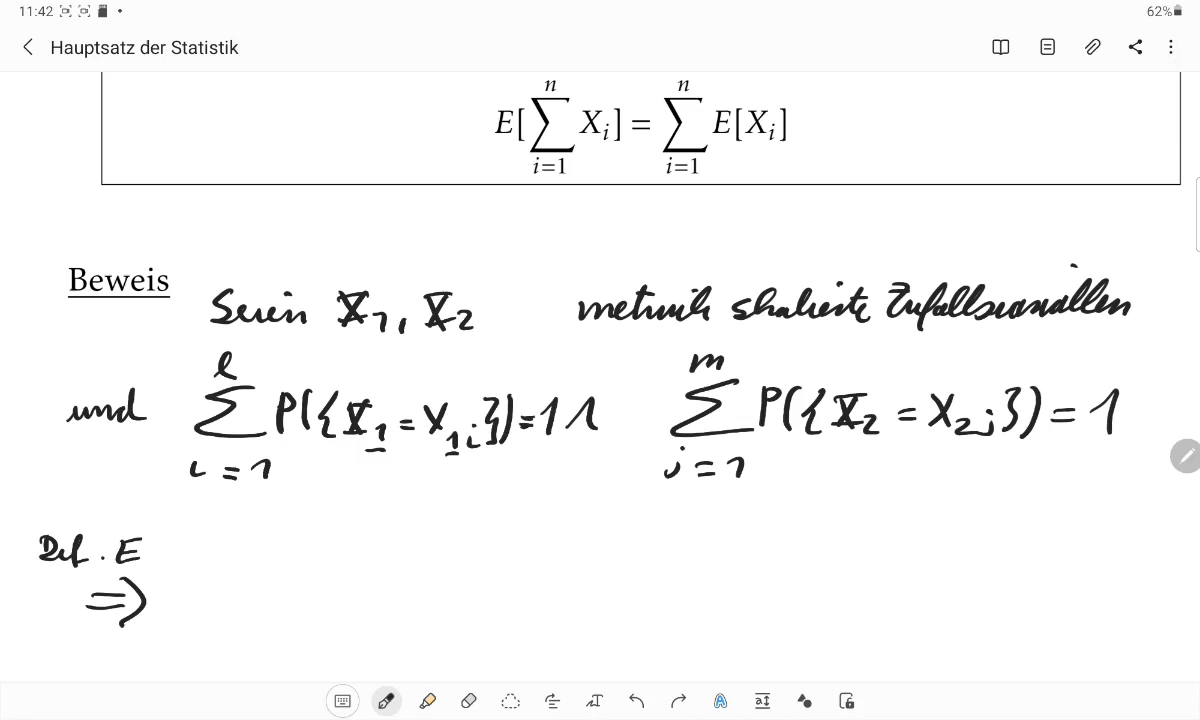 11:42 62%
Hauptsatz der Statistik
E[∑_{i=1}^{n} X_i] = ∑_{i=1}^{n} E[X_i]
Beweis Seien X_1, X_2 metrisch skalierte Zufallsvariablen
und ∑_{i=1}^{l} P({X_1 = x_{1i}}) = 1 ∧ ∑_{j=1}^{m} P({X_2 = x_{2j}}) = 1
Def. E
⇒